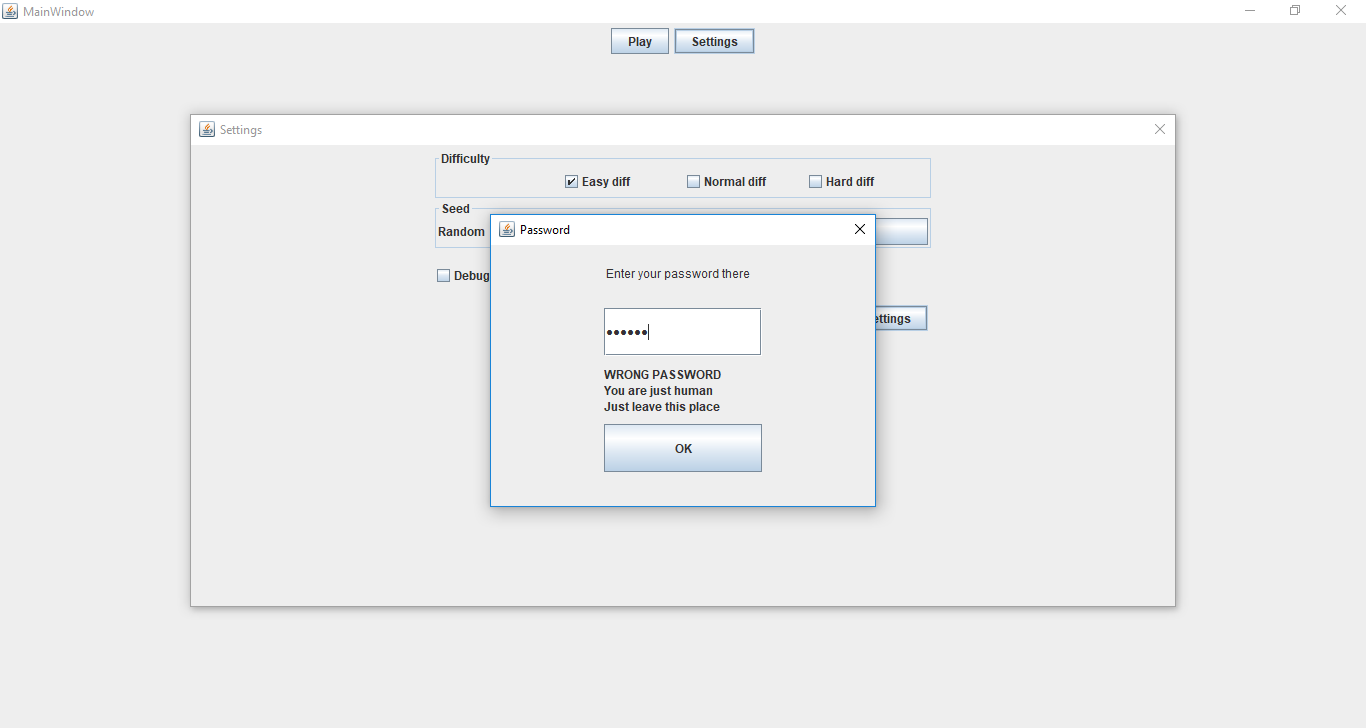 MainWindow
Play Settings
Settings
Difficulty
Easy diff Normal diff Hard diff
Seed
Random
Password
Enter your password there
Debug
ettings
••••••
WRONG PASSWORD
You are just human
Just leave this place
OK